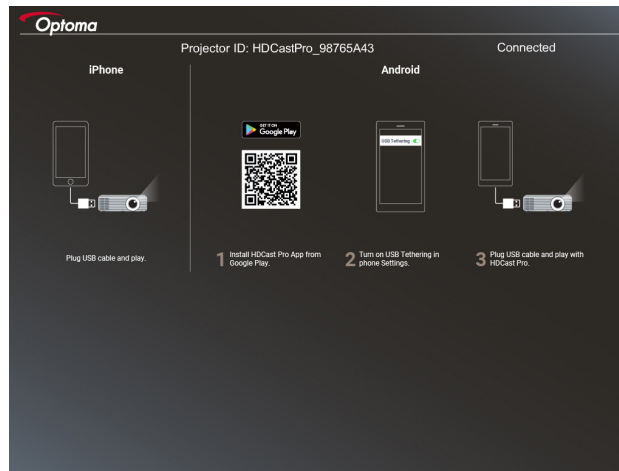 Optoma
Projector ID: HDCastPro_98765A43
Connected
iPhone
Android
GET IT ON
Google Play
USB Tethering
Plug USB cable and play.
1 Install HDCast Pro App from
Google Play.
2 Turn on USB Tethering in
phone Settings.
3 Plug USB cable and play with
HDCast Pro.